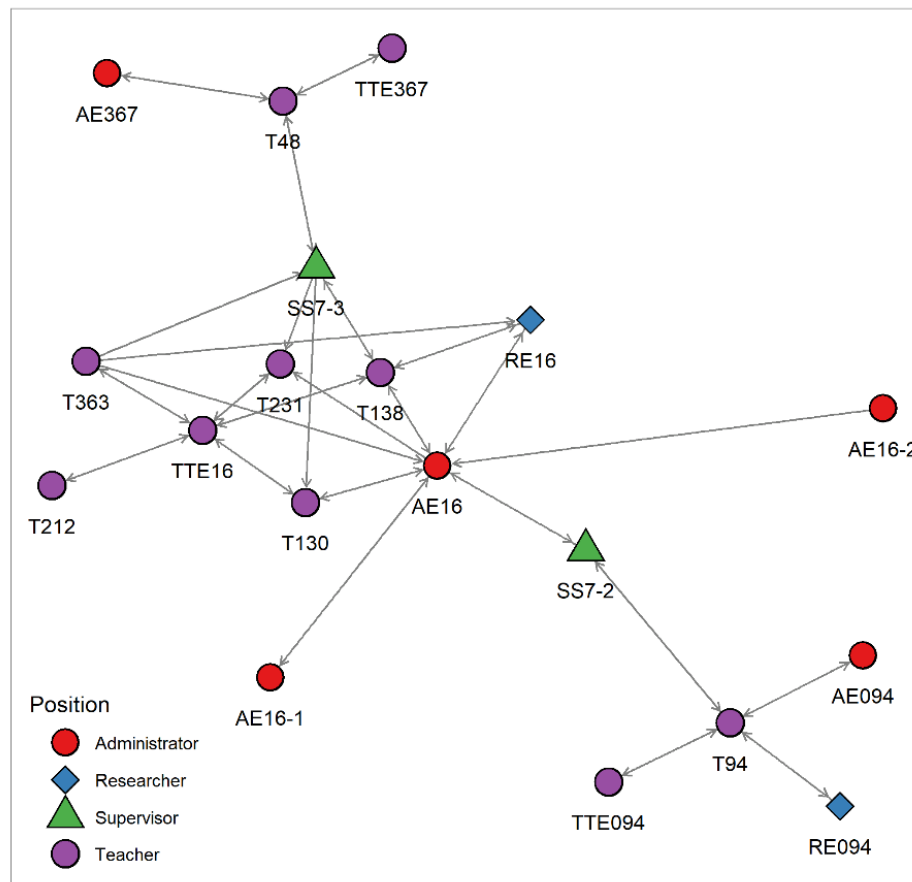 TTE367
AE367
T48
SS7-3
RE16
T363
T231
T138
AE16-2
TTE16
AE16
T212
T130
SS7-2
AE16-1
AE094
T94
TTE094
RE094
Position
Administrator
Researcher
Supervisor
Teacher